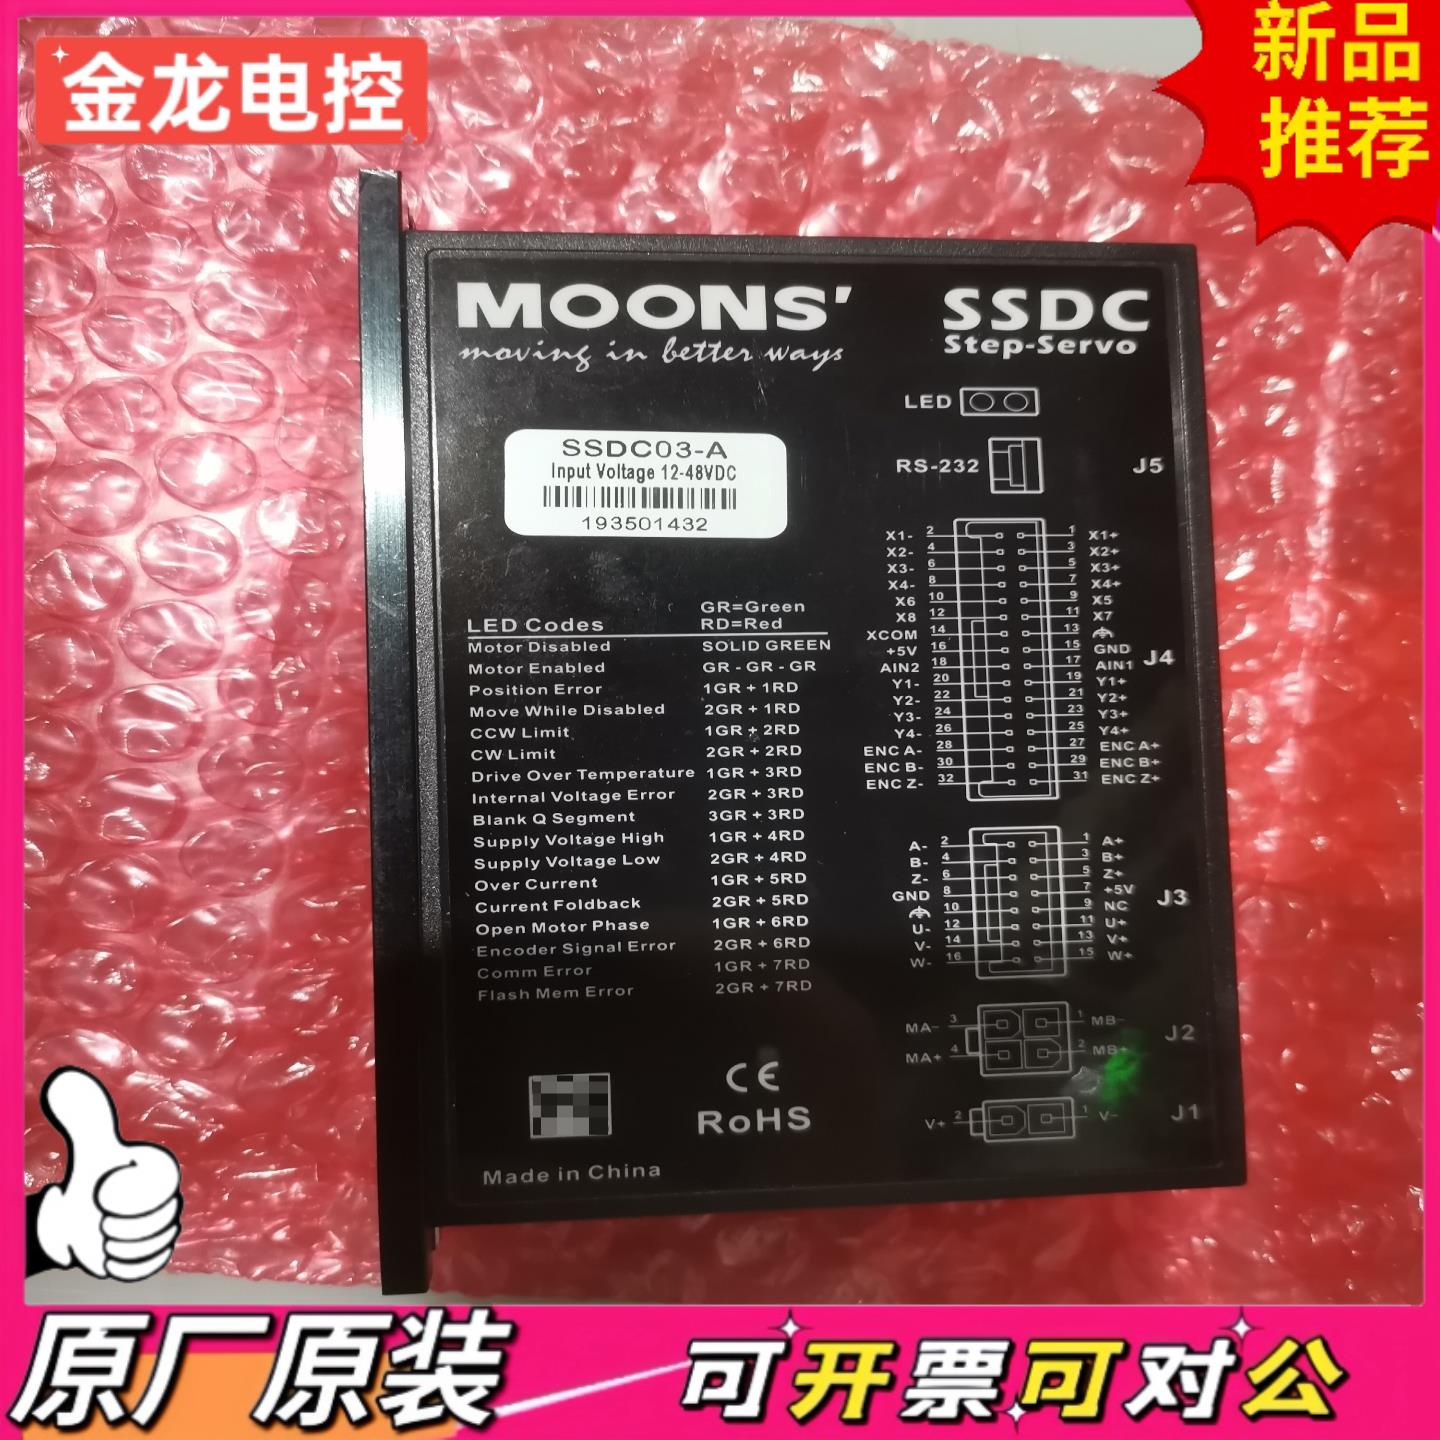 金龙电控
新品
推荐
MOONS'
moving in better ways
SSDC
Step-Servo
SSDC03-A
Input Voltage 12-48VDC
193501432
LED
RS-232 J5
GR=Green
LED Codes RD=Red
Motor Disabled SOLID GREEN
Motor Enabled GR - GR - GR
Position Error 1GR + 1RD
Move While Disabled 2GR + 1RD
CCW Limit 1GR + 2RD
CW Limit 2GR + 2RD
Drive Over Temperature 1GR + 3RD
Internal Voltage Error 2GR + 3RD
Blank Q Segment 3GR + 3RD
Supply Voltage High 1GR + 4RD
Supply Voltage Low 2GR + 4RD
Over Current 1GR + 5RD
Current Foldback 2GR + 5RD
Open Motor Phase 1GR + 6RD
Encoder Signal Error 2GR + 6RD
Comm Error 1GR + 7RD
Flash Mem Error 2GR + 7RD
X1- 2 1 X1+
X2- 4 3 X2+
X3- 6 5 X3+
X4- 8 7 X4+
X6 10 9 X5
X8 12 11 X7
XCOM 14 13
+5V 16 15 GND
AIN2 18 17 AIN1
J4
Y1- 20 19 Y1+
Y2- 22 21 Y2+
Y3- 24 23 Y3+
Y4- 26 25 Y4+
ENC A- 28 27 ENC A+
ENC B- 30 29 ENC B+
ENC Z- 32 31 ENC Z+
A- 2 1 A+
B- 4 3 B+
Z- 6 5 Z+
GND 8 7 +5V
J3
10 9 NC
U- 12 11 U+
V- 14 13 V+
W- 16 15 W+
MA- 3 1 MB-
J2
MA+ 4 2 MB+
V+ 2 1 V- J1
CE
RoHS
Made in China
原厂原装
可开票可对公